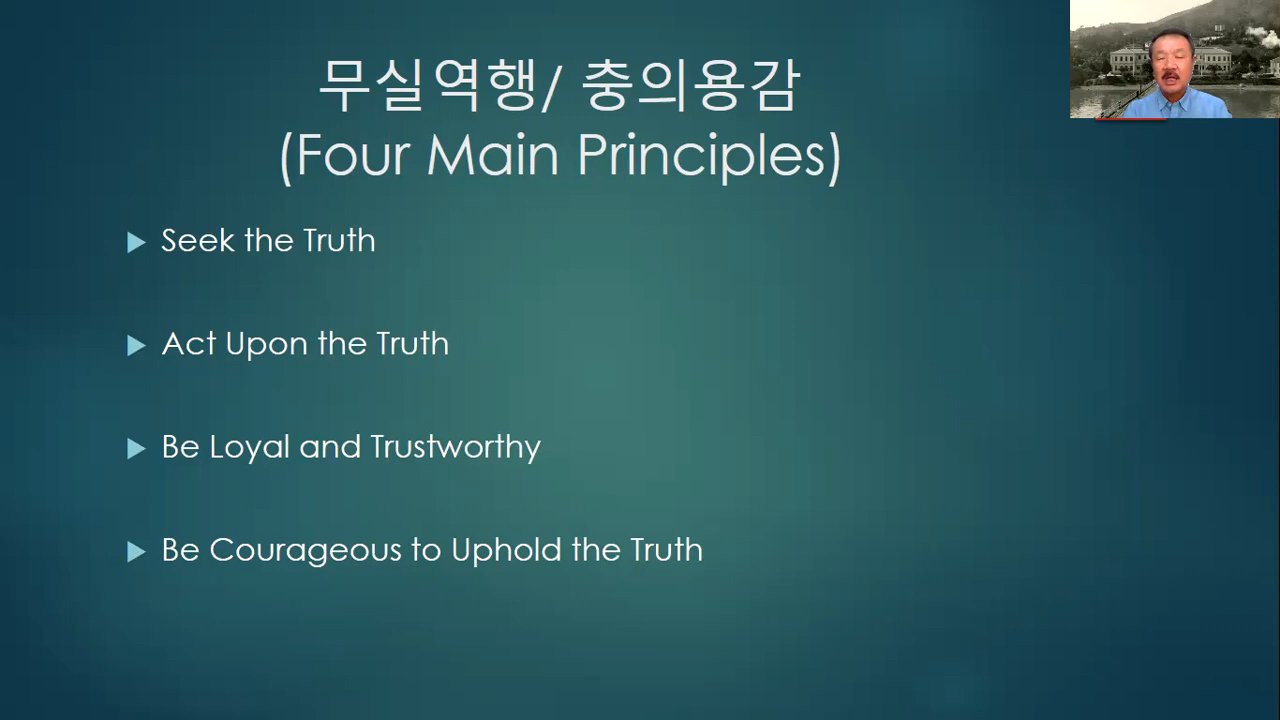 무실역행/ 충의용감
(Four Main Principles)
Seek the Truth
Act Upon the Truth
Be Loyal and Trustworthy
Be Courageous to Uphold the Truth